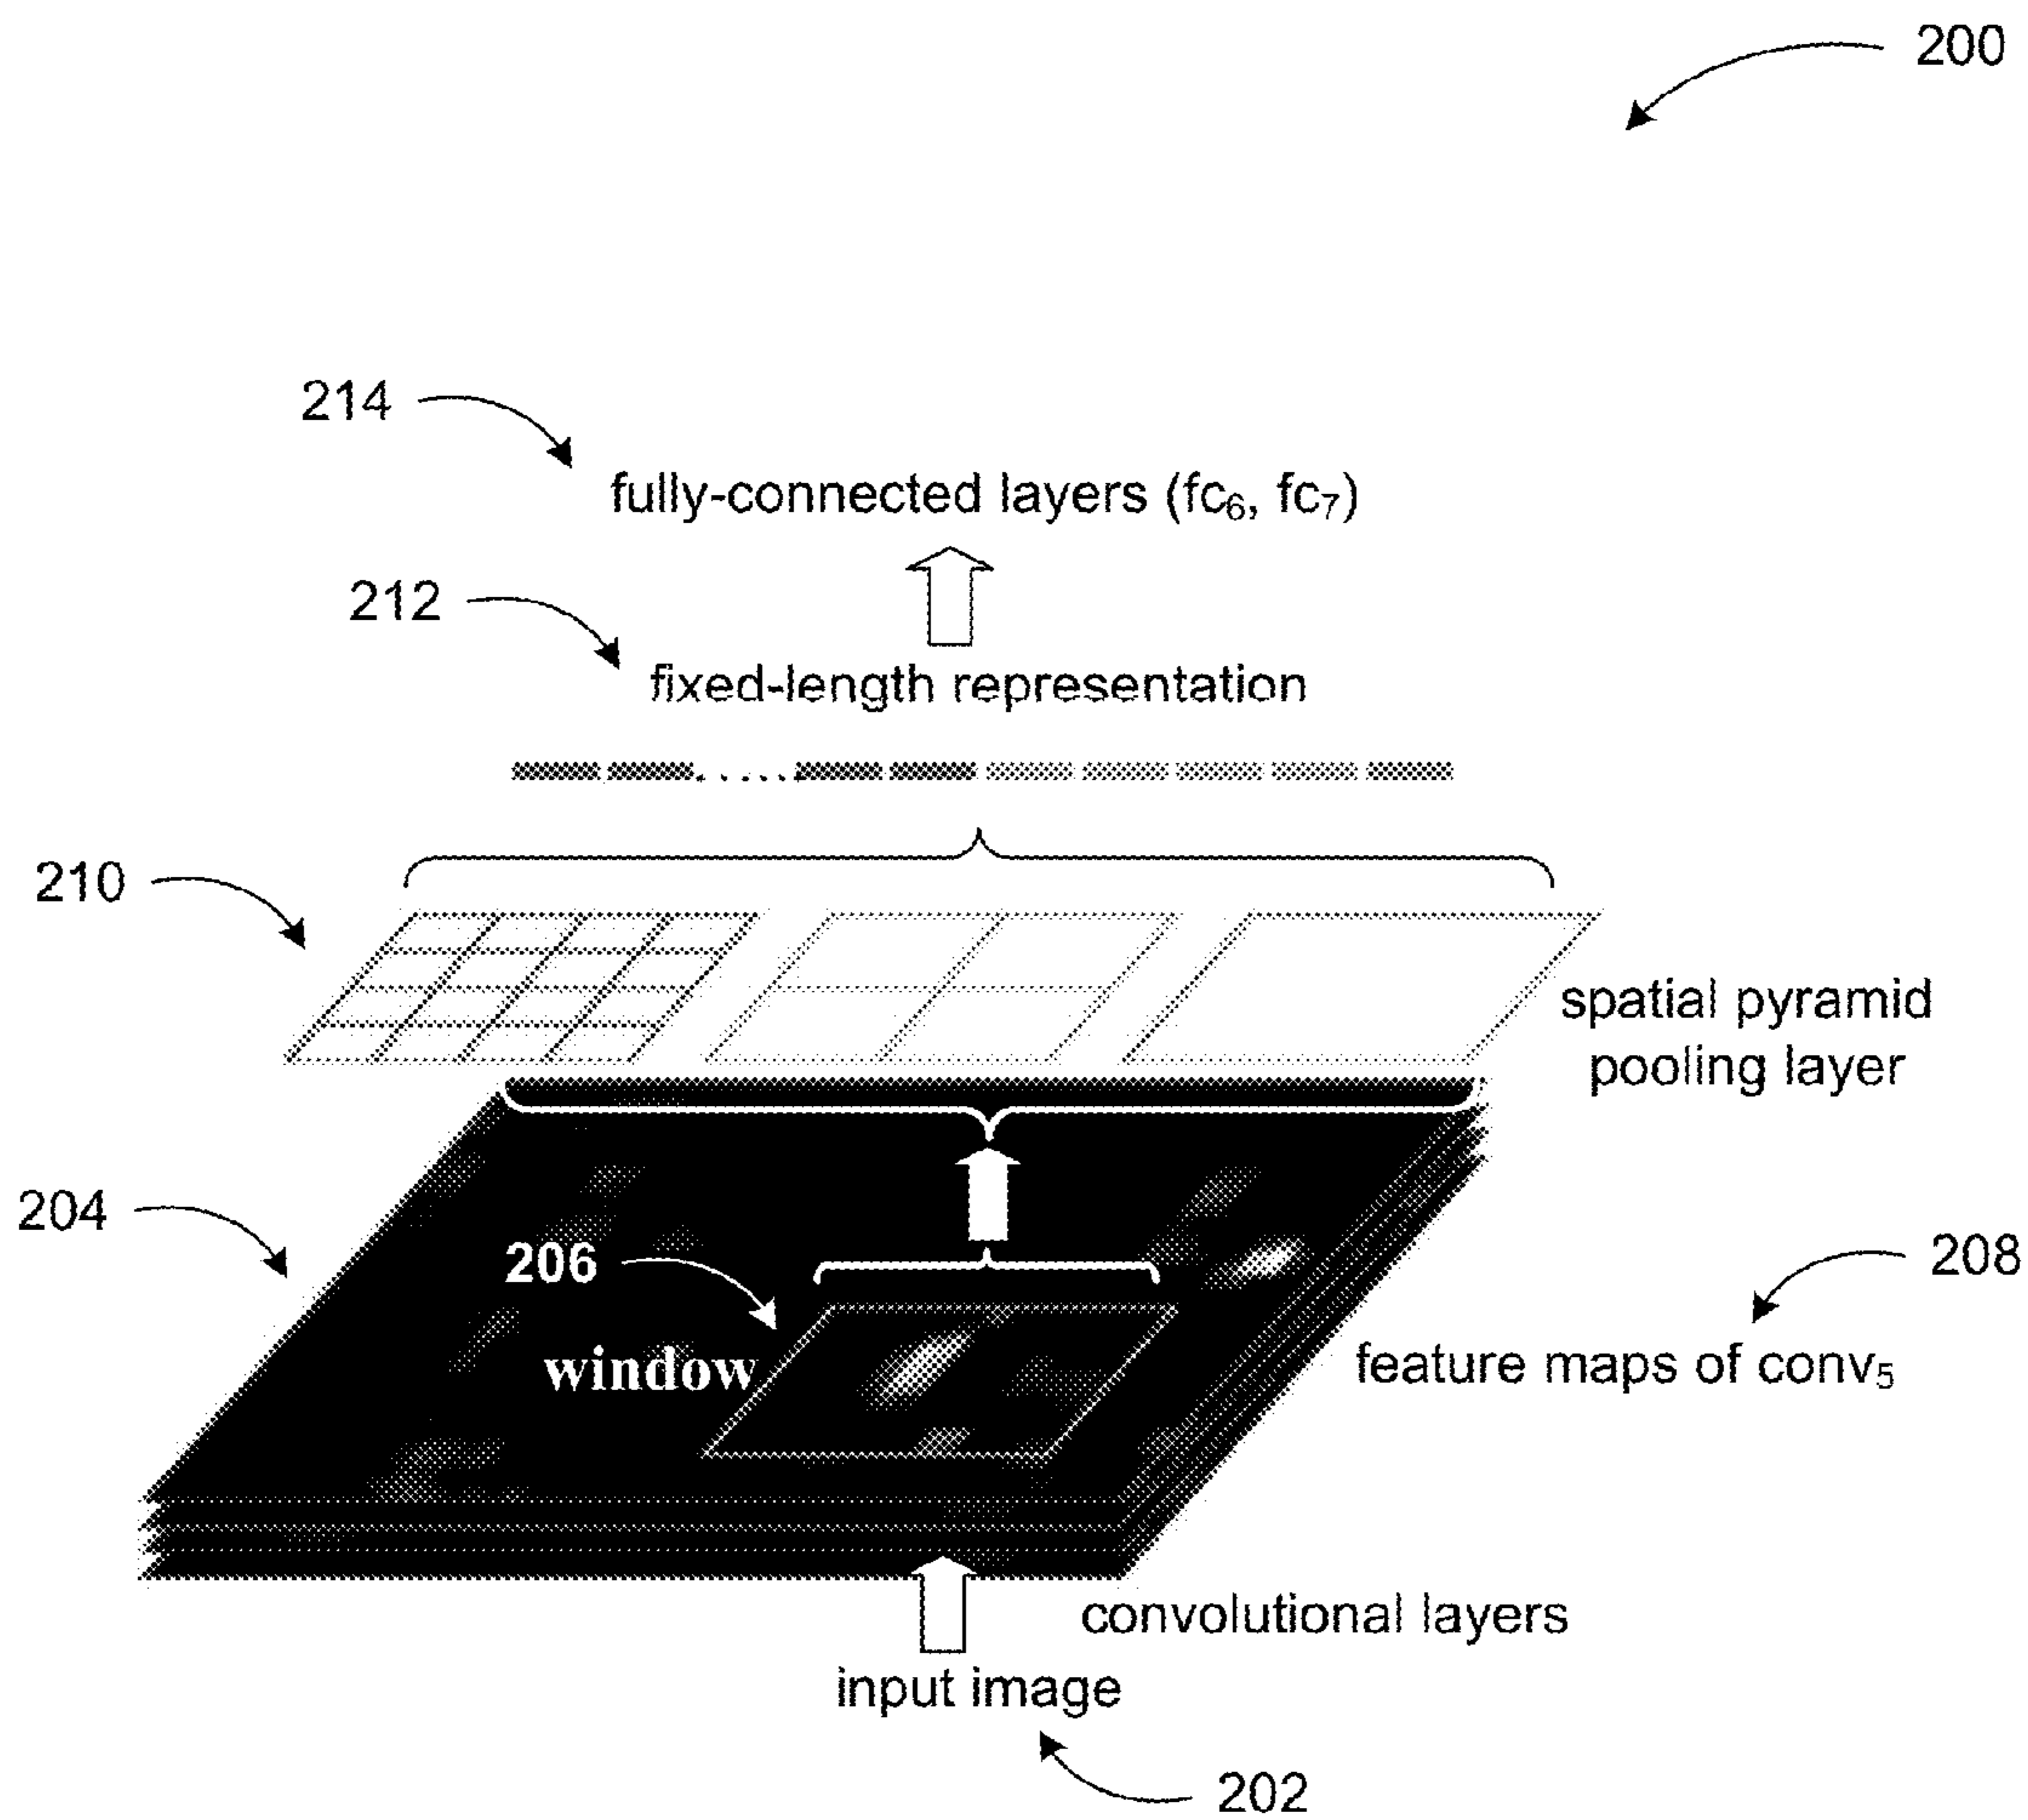 200
214
fully-connected layers (fc₆, fc₇)
212
fixed-length representation
210
spatial pyramid
pooling layer
204
206
208
window
feature maps of conv₅
convolutional layers
input image
202